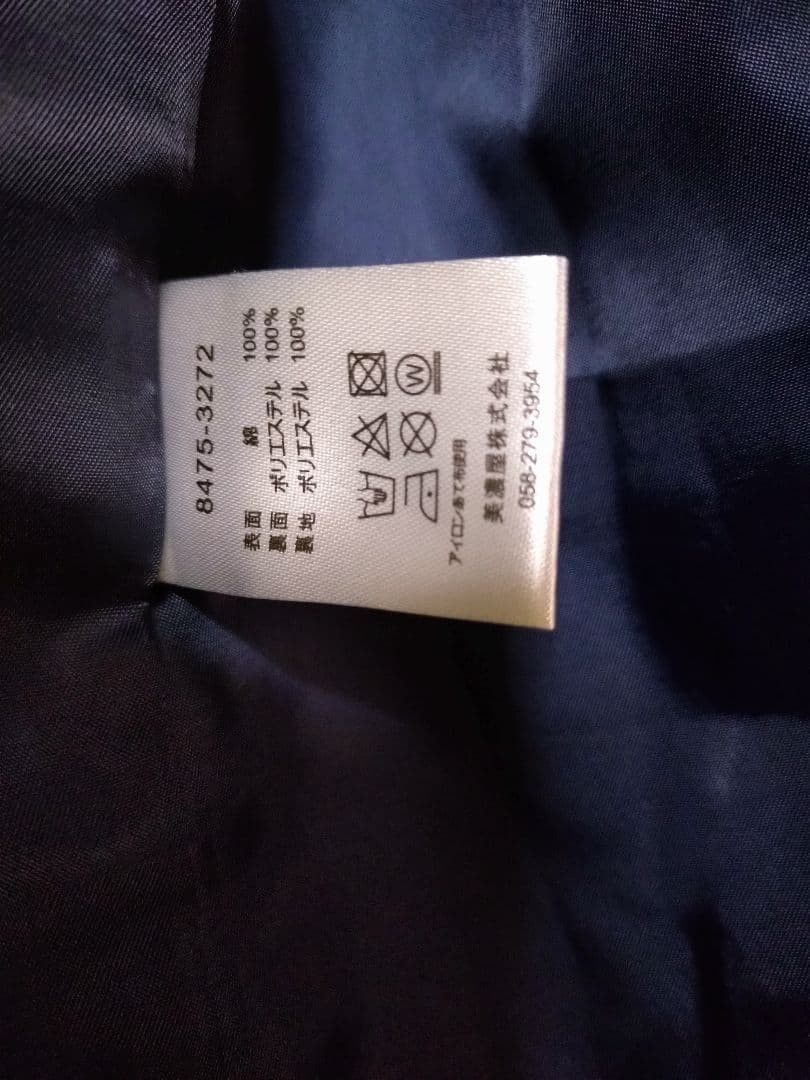 8475-3272
表面 綿 100%
裏面 ポリエステル 100%
裏地 ポリエステル 100%
W
アイロンあて布使用
美濃屋株式会社
058-279-3954